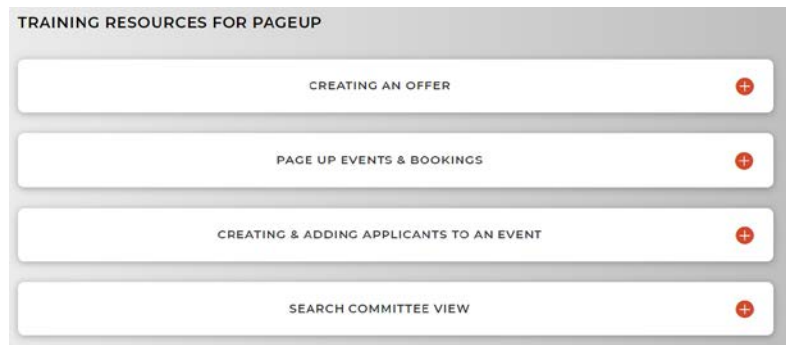 TRAINING RESOURCES FOR PAGEUP
CREATING AN OFFER
PAGE UP EVENTS & BOOKINGS
CREATING & ADDING APPLICANTS TO AN EVENT
SEARCH COMMITTEE VIEW